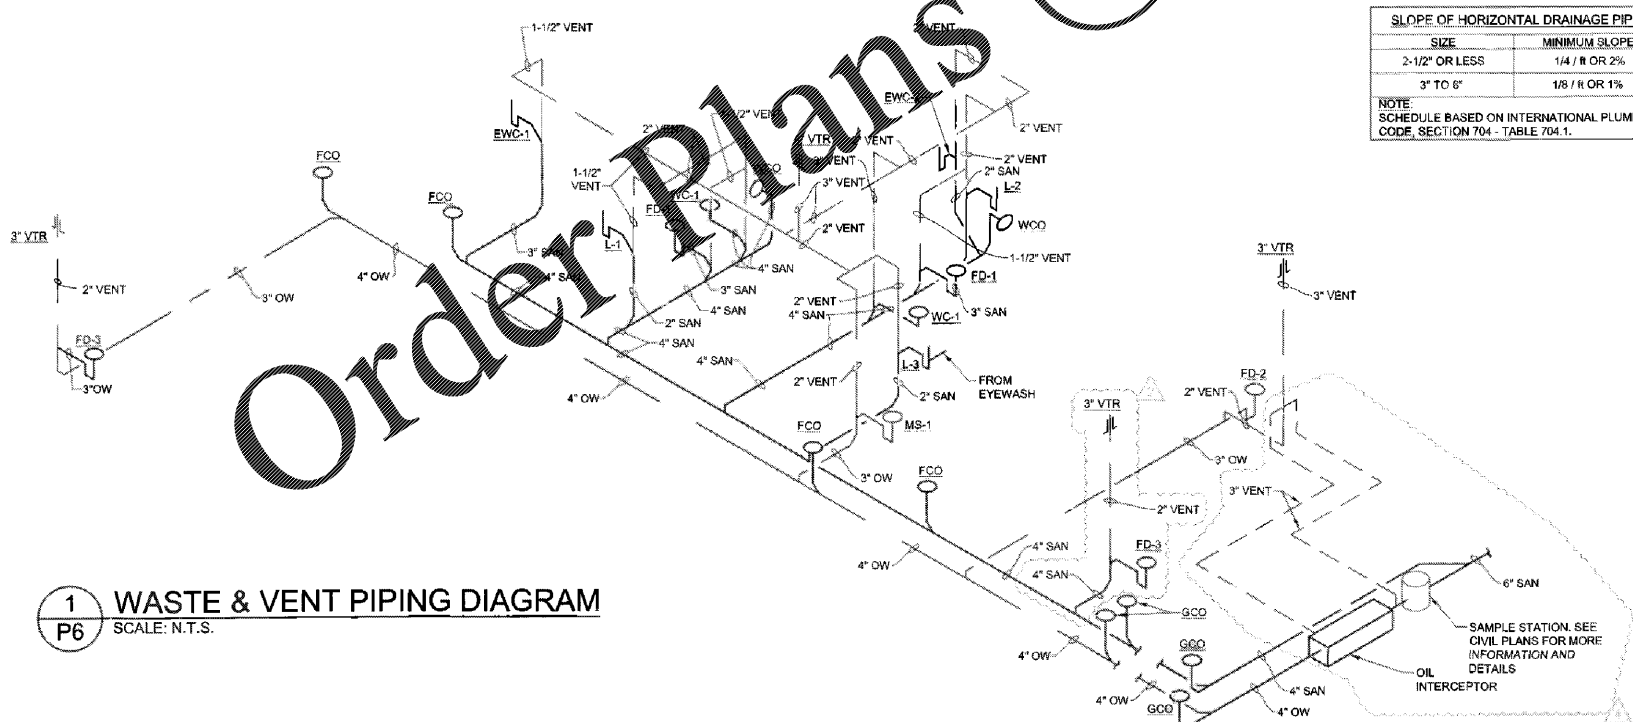 Order Plans
SLOPE OF HORIZONTAL DRAINAGE PIP
SIZE
MINIMUM SLOPE
2-1/2" OR LESS
1/4 / ft OR 2%
3" TO 6"
1/8 / ft OR 1%
NOTE:
SCHEDULE BASED ON INTERNATIONAL PLUM
CODE, SECTION 704 - TABLE 704.1.
1-1/2" VENT
EWC-1
FCO
FCO
3" VTR
2" VENT
FD-3
3"OW
3" OW
4" OW
1-1/2"
VENT
2" VENT
VTR
3" VENT
3" VENT
2" VENT
WC-1
L-1
4" SAN
3" SAN
4" SAN
2" SAN
4" SAN
4" SAN
4" OW
2" VENT
2" VENT
2" SAN
L-2
WCO
1-1/2" VENT
FD-1
3" SAN
2" VENT
4" SAN
WC-1
L-3
FROM
EYEWASH
2" VENT
2" SAN
MS-1
FCO
3" OW
FCO
4" OW
4" SAN
4" SAN
3" VTR
2" VENT
FD-3
3" VTR
3" VENT
FD-2
2" VENT
3" OW
3" VENT
GCO
4" OW
GCO
4" OW
GCO
4" SAN
4" OW
6" SAN
SAMPLE STATION. SEE
CIVIL PLANS FOR MORE
INFORMATION AND
DETAILS
OIL
INTERCEPTOR
1
P6
WASTE & VENT PIPING DIAGRAM
SCALE: N.T.S.